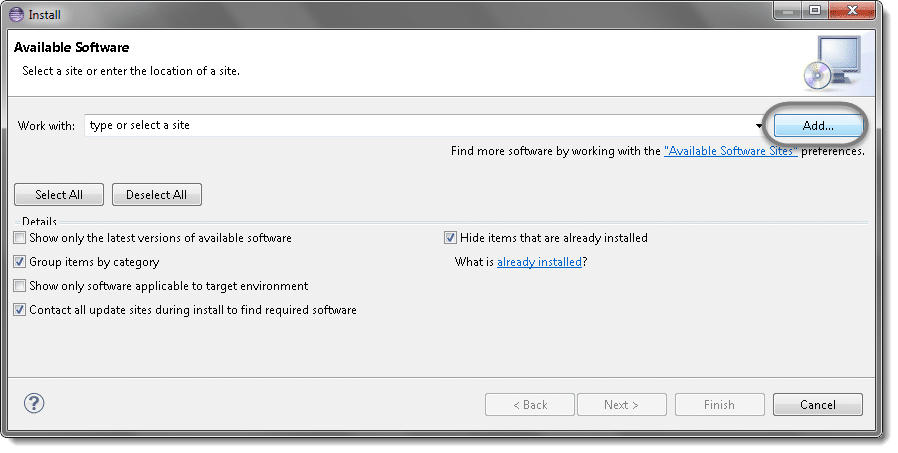 Install
Available Software
Select a site or enter the location of a site.
Work with: type or select a site Add...
Find more software by working with the "Available Software Sites" preferences.
Select All Deselect All
Details
Show only the latest versions of available software Hide items that are already installed
Group items by category What is already installed?
Show only software applicable to target environment
Contact all update sites during install to find required software
? < Back Next > Finish Cancel